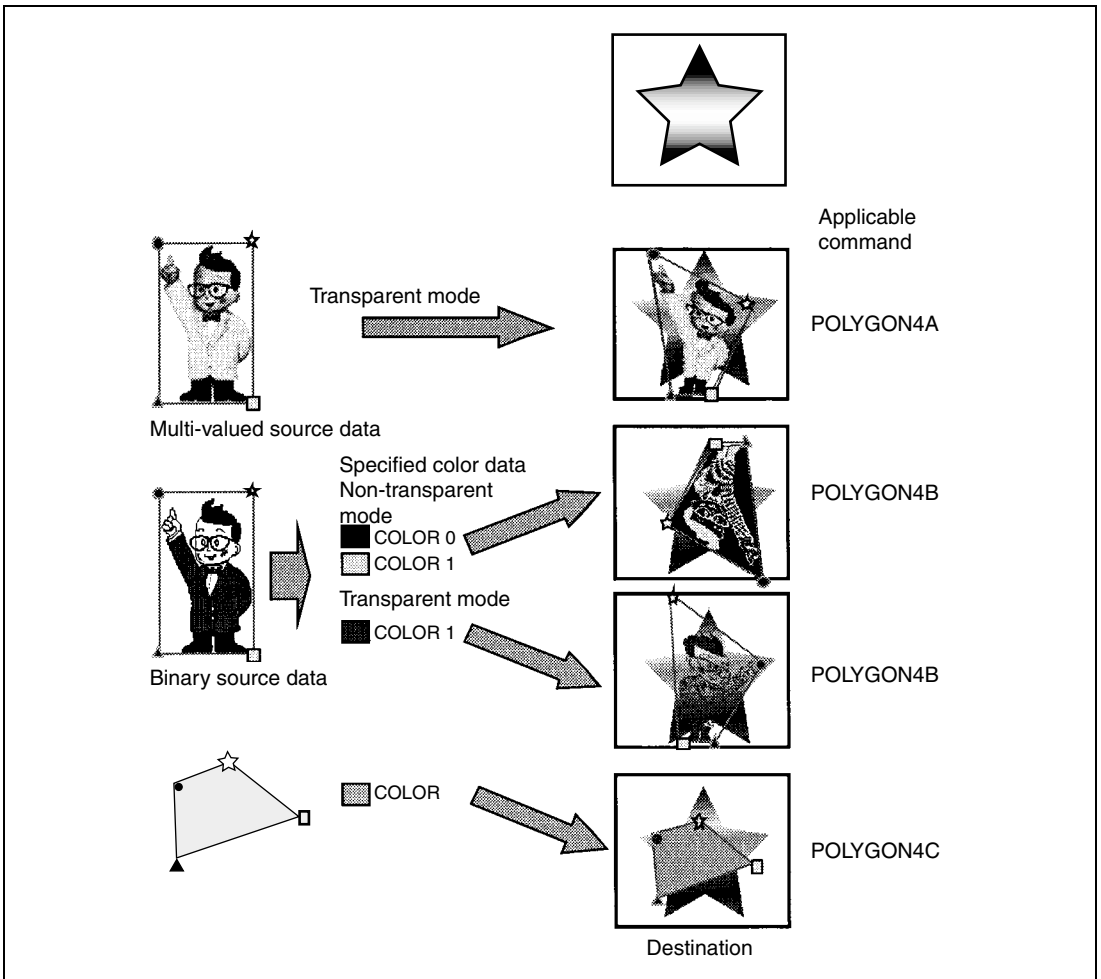 Applicable
command
Transparent mode
POLYGON4A
Multi-valued source data
Specified color data
Non-transparent
mode
COLOR 0
COLOR 1
POLYGON4B
Transparent mode
COLOR 1
POLYGON4B
Binary source data
COLOR
POLYGON4C
Destination